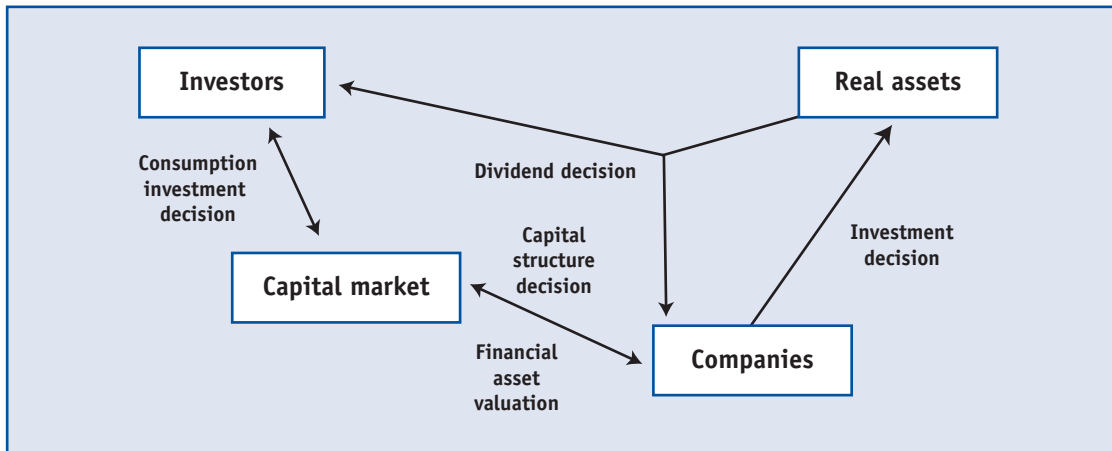 Investors
Real assets
Consumption
investment
decision
Dividend decision
Capital
structure
decision
Investment
decision
Capital market
Financial
asset
valuation
Companies